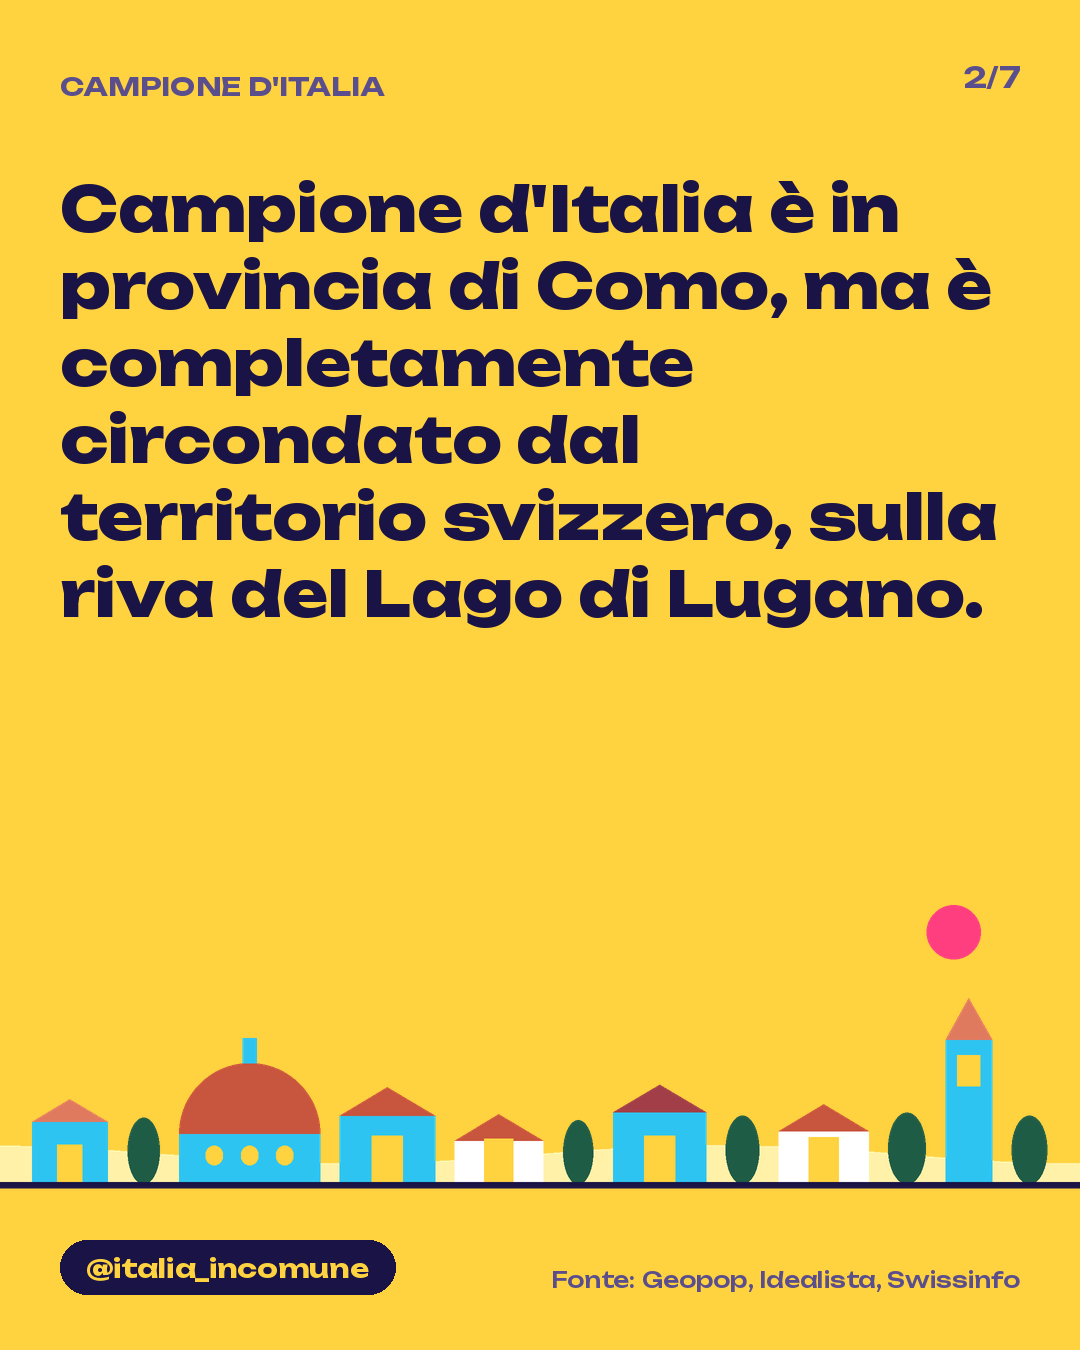 CAMPIONE D'ITALIA
2/7
Campione d'Italia è in
provincia di Como, ma è
completamente
circondato dal
territorio svizzero, sulla
riva del Lago di Lugano.
@italia_incomune
Fonte: Geopop, Idealista, Swissinfo